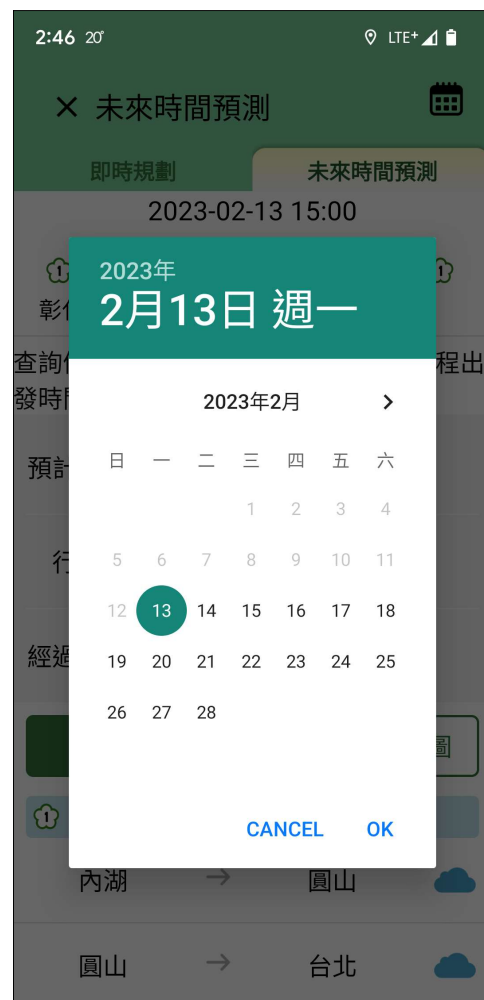 2:46 20° LTE+
× 未來時間預測
即時規劃 未來時間預測
2023-02-13 15:00
1 1
彰
2023年
2月13日 週一
查詢 程出
發時
2023年2月
預計
日 一 二 三 四 五 六
1 2 3 4
5 6 7 8 9 10 11
行
12 13 14 15 16 17 18
經過
19 20 21 22 23 24 25
26 27 28
圖
CANCEL OK
1
內湖 → 圓山
圓山 → 台北